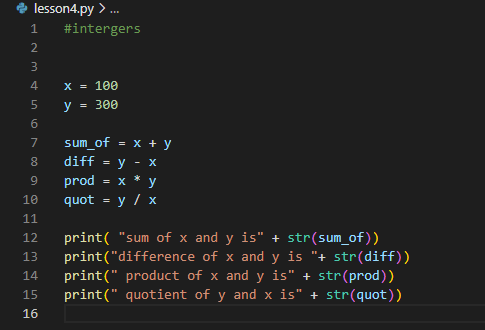 lesson4.py > ...
1 #intergers
2
3
4 x = 100
5 y = 300
6
7 sum_of = x + y
8 diff = y - x
9 prod = x * y
10 quot = y / x
11
12 print( "sum of x and y is" + str(sum_of))
13 print("difference of x and y is "+ str(diff))
14 print(" product of x and y is" + str(prod))
15 print(" quotient of y and x is" + str(quot))
16